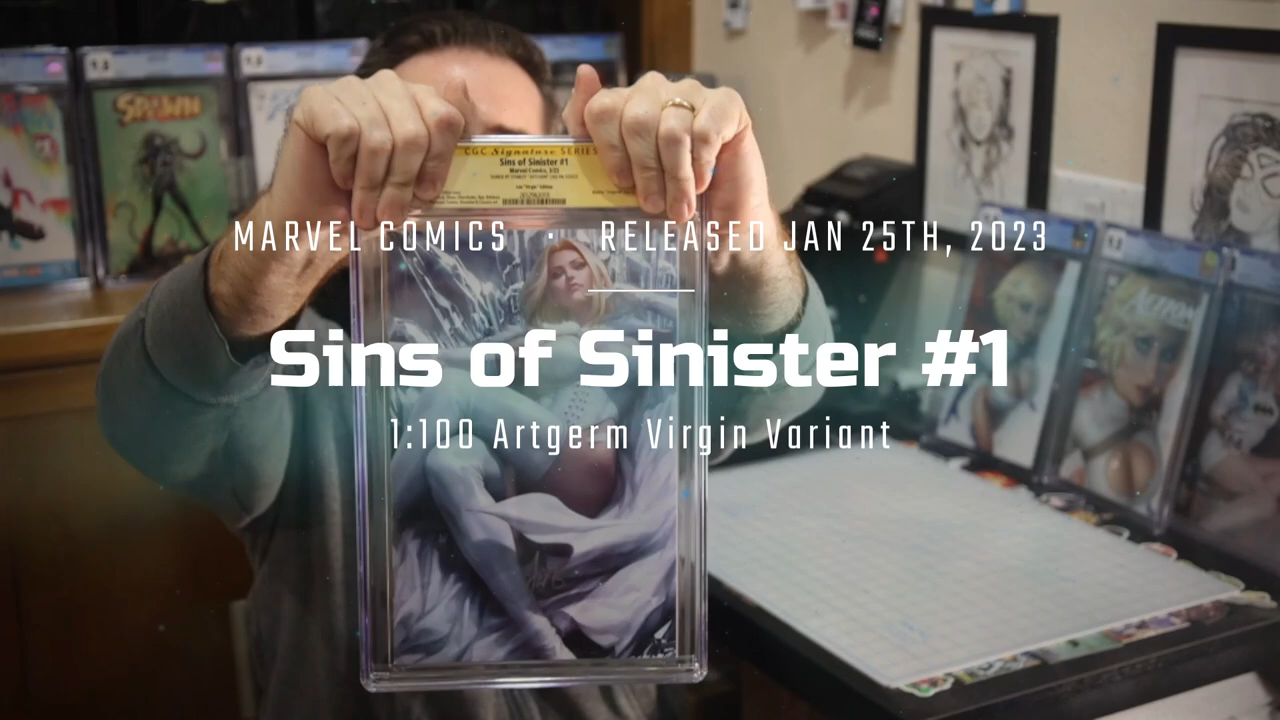 SPAWN
CGC Signature SERIES
Sins of Sinister #1
Marvel Comics, 3/23
MARVEL COMICS · RELEASED JAN 25TH, 2023
ACTION
Sins of Sinister #1
1:100 Artgerm Virgin Variant